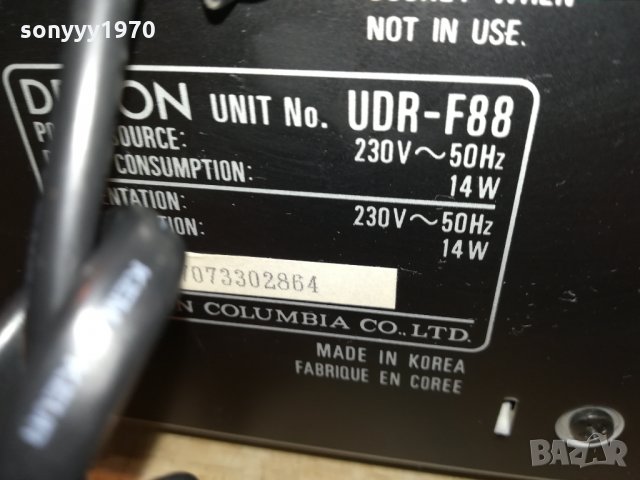 sonyyy1970
NOT IN USE.
UNIT No. UDR-F88
230V～50Hz
CONSUMPTION:
14W
230V～50Hz
14W
073302864
COLUMBIA CO., LTD.
MADE IN KOREA
FABRIQUE EN COREE
BAZAR